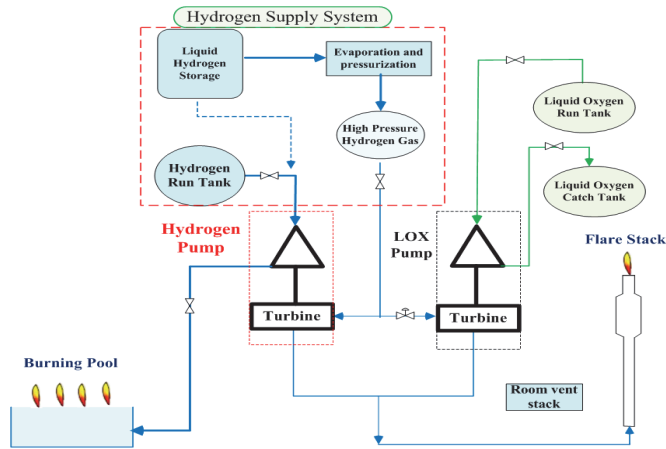 Hydrogen Supply System
Liquid
Hydrogen
Storage
Evaporation and
pressurization
High Pressure
Hydrogen Gas
Hydrogen
Run Tank
Liquid Oxygen
Run Tank
Liquid Oxygen
Catch Tank
Hydrogen
Pump
LOX
Pump
Flare Stack
Turbine
Turbine
Burning Pool
Room vent
stack